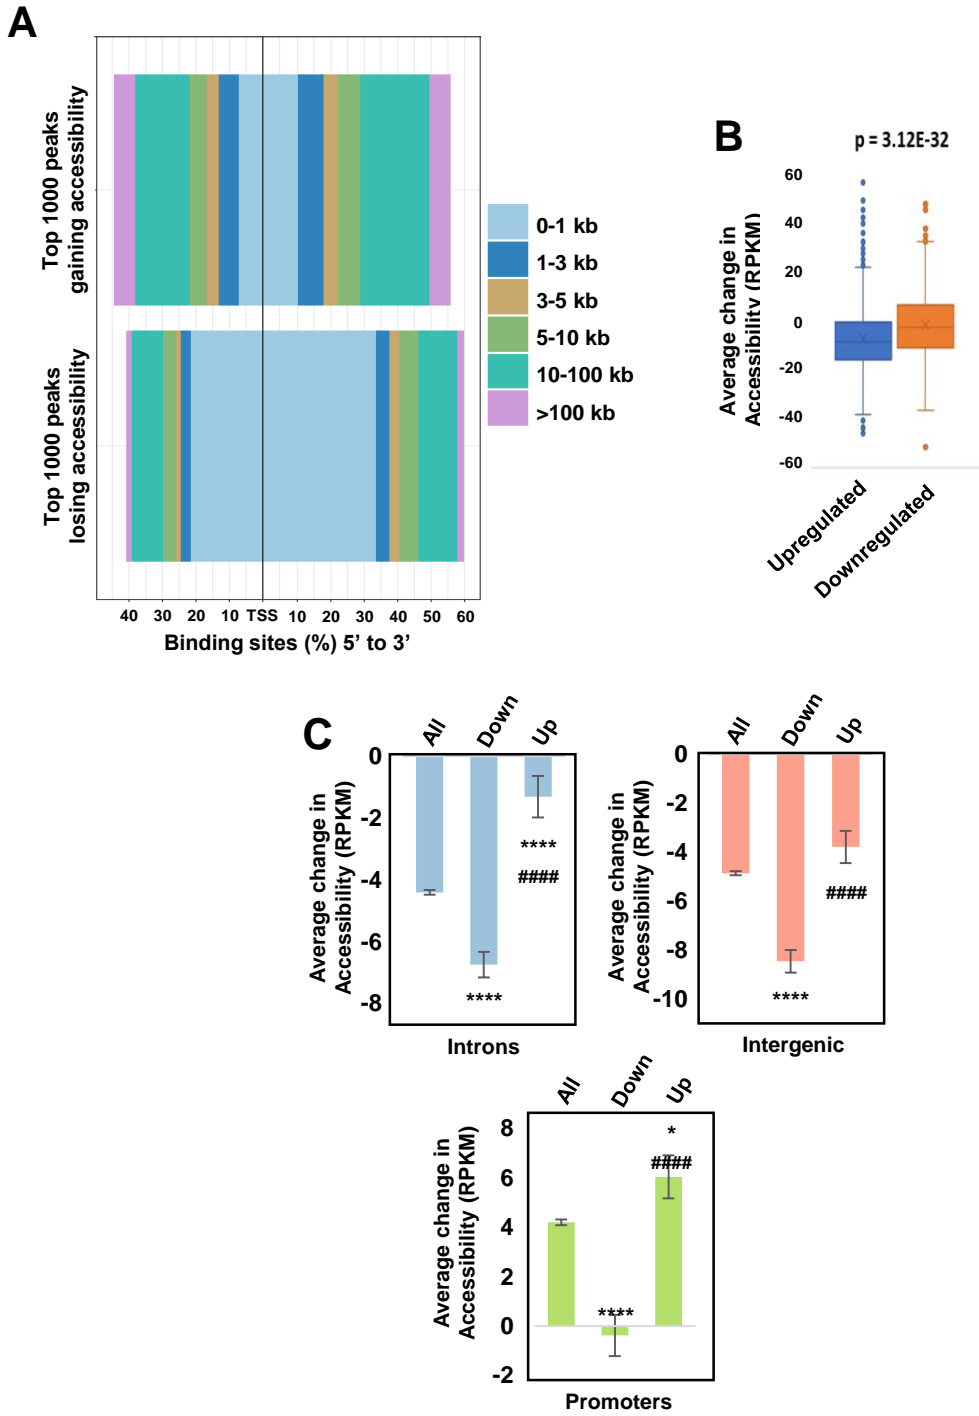 A
Top 1000 peaks
gaining accessibility
Top 1000 peaks
losing accessibility
40 30 20 10 TSS 10 20 30 40 50 60
Binding sites (%) 5’ to 3’
0-1 kb
1-3 kb
3-5 kb
5-10 kb
10-100 kb
>100 kb
B
p = 3.12E-32
Average change in
Accessibility (RPKM)
60
40
20
0
-20
-40
-60
Upregulated
Downregulated
C
All Down Up
Average change in
Accessibility (RPKM)
0
-2
-4
-6
-8
****
****
####
Introns
All Down Up
Average change in
Accessibility (RPKM)
0
-2
-4
-6
-8
-10
****
####
Intergenic
All Down Up
Average change in
Accessibility (RPKM)
8
6
4
2
0
-2
*
####
****
Promoters